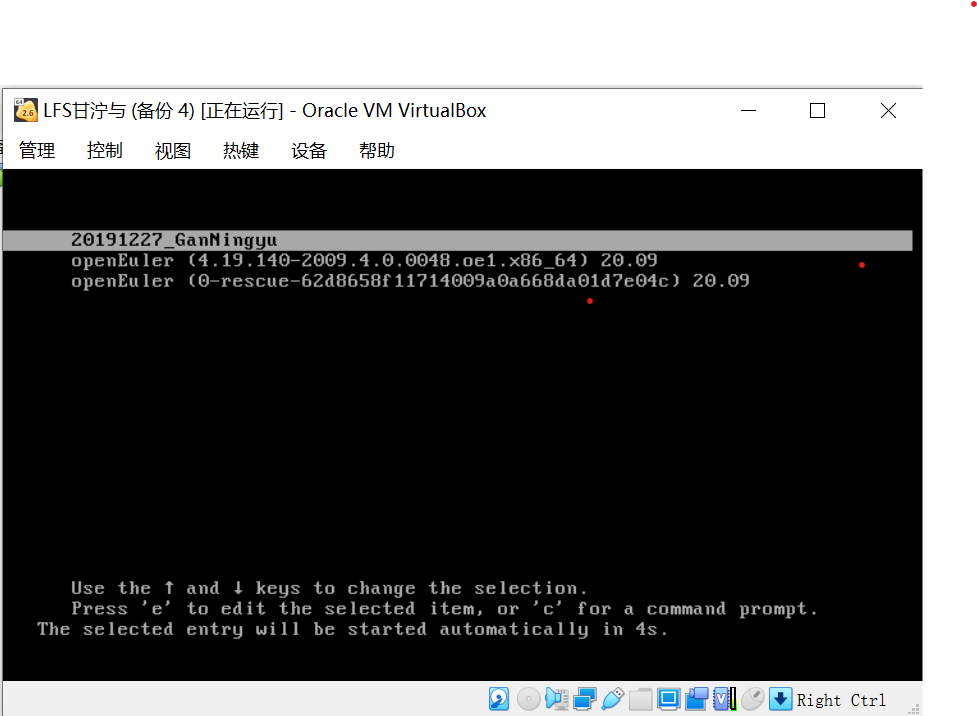 LFS甘泞与 (备份 4) [正在运行] - Oracle VM VirtualBox
管理 控制 视图 热键 设备 帮助
20191227_GanNingyu
openEuler (4.19.140-2009.4.0.0048.oe1.x86_64) 20.09
openEuler (0-rescue-62d8658f11714009a0a668da01d7e04c) 20.09
Use the ↑ and ↓ keys to change the selection.
Press 'e' to edit the selected item, or 'c' for a command prompt.
The selected entry will be started automatically in 4s.
Right Ctrl